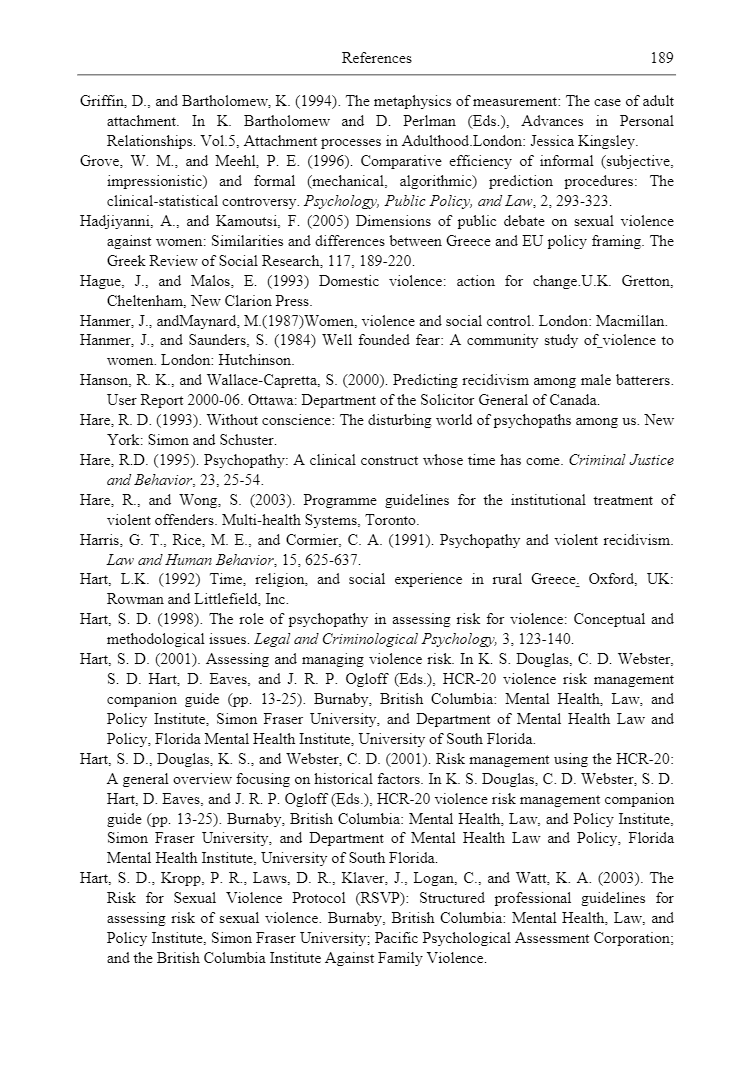 References 189
Griffin, D., and Bartholomew, K. (1994). The metaphysics of measurement: The case of adult
attachment. In K. Bartholomew and D. Perlman (Eds.), Advances in Personal
Relationships. Vol.5, Attachment processes in Adulthood.London: Jessica Kingsley.
Grove, W. M., and Meehl, P. E. (1996). Comparative efficiency of informal (subjective,
impressionistic) and formal (mechanical, algorithmic) prediction procedures: The
clinical-statistical controversy. Psychology, Public Policy, and Law, 2, 293-323.
Hadjiyanni, A., and Kamoutsi, F. (2005) Dimensions of public debate on sexual violence
against women: Similarities and differences between Greece and EU policy framing. The
Greek Review of Social Research, 117, 189-220.
Hague, J., and Malos, E. (1993) Domestic violence: action for change.U.K. Gretton,
Cheltenham, New Clarion Press.
Hanmer, J., andMaynard, M.(1987)Women, violence and social control. London: Macmillan.
Hanmer, J., and Saunders, S. (1984) Well founded fear: A community study of violence to
women. London: Hutchinson.
Hanson, R. K., and Wallace-Capretta, S. (2000). Predicting recidivism among male batterers.
User Report 2000-06. Ottawa: Department of the Solicitor General of Canada.
Hare, R. D. (1993). Without conscience: The disturbing world of psychopaths among us. New
York: Simon and Schuster.
Hare, R.D. (1995). Psychopathy: A clinical construct whose time has come. Criminal Justice
and Behavior, 23, 25-54.
Hare, R., and Wong, S. (2003). Programme guidelines for the institutional treatment of
violent offenders. Multi-health Systems, Toronto.
Harris, G. T., Rice, M. E., and Cormier, C. A. (1991). Psychopathy and violent recidivism.
Law and Human Behavior, 15, 625-637.
Hart, L.K. (1992) Time, religion, and social experience in rural Greece. Oxford, UK:
Rowman and Littlefield, Inc.
Hart, S. D. (1998). The role of psychopathy in assessing risk for violence: Conceptual and
methodological issues. Legal and Criminological Psychology, 3, 123-140.
Hart, S. D. (2001). Assessing and managing violence risk. In K. S. Douglas, C. D. Webster,
S. D. Hart, D. Eaves, and J. R. P. Ogloff (Eds.), HCR-20 violence risk management
companion guide (pp. 13-25). Burnaby, British Columbia: Mental Health, Law, and
Policy Institute, Simon Fraser University, and Department of Mental Health Law and
Policy, Florida Mental Health Institute, University of South Florida.
Hart, S. D., Douglas, K. S., and Webster, C. D. (2001). Risk management using the HCR-20:
A general overview focusing on historical factors. In K. S. Douglas, C. D. Webster, S. D.
Hart, D. Eaves, and J. R. P. Ogloff (Eds.), HCR-20 violence risk management companion
guide (pp. 13-25). Burnaby, British Columbia: Mental Health, Law, and Policy Institute,
Simon Fraser University, and Department of Mental Health Law and Policy, Florida
Mental Health Institute, University of South Florida.
Hart, S. D., Kropp, P. R., Laws, D. R., Klaver, J., Logan, C., and Watt, K. A. (2003). The
Risk for Sexual Violence Protocol (RSVP): Structured professional guidelines for
assessing risk of sexual violence. Burnaby, British Columbia: Mental Health, Law, and
Policy Institute, Simon Fraser University; Pacific Psychological Assessment Corporation;
and the British Columbia Institute Against Family Violence.